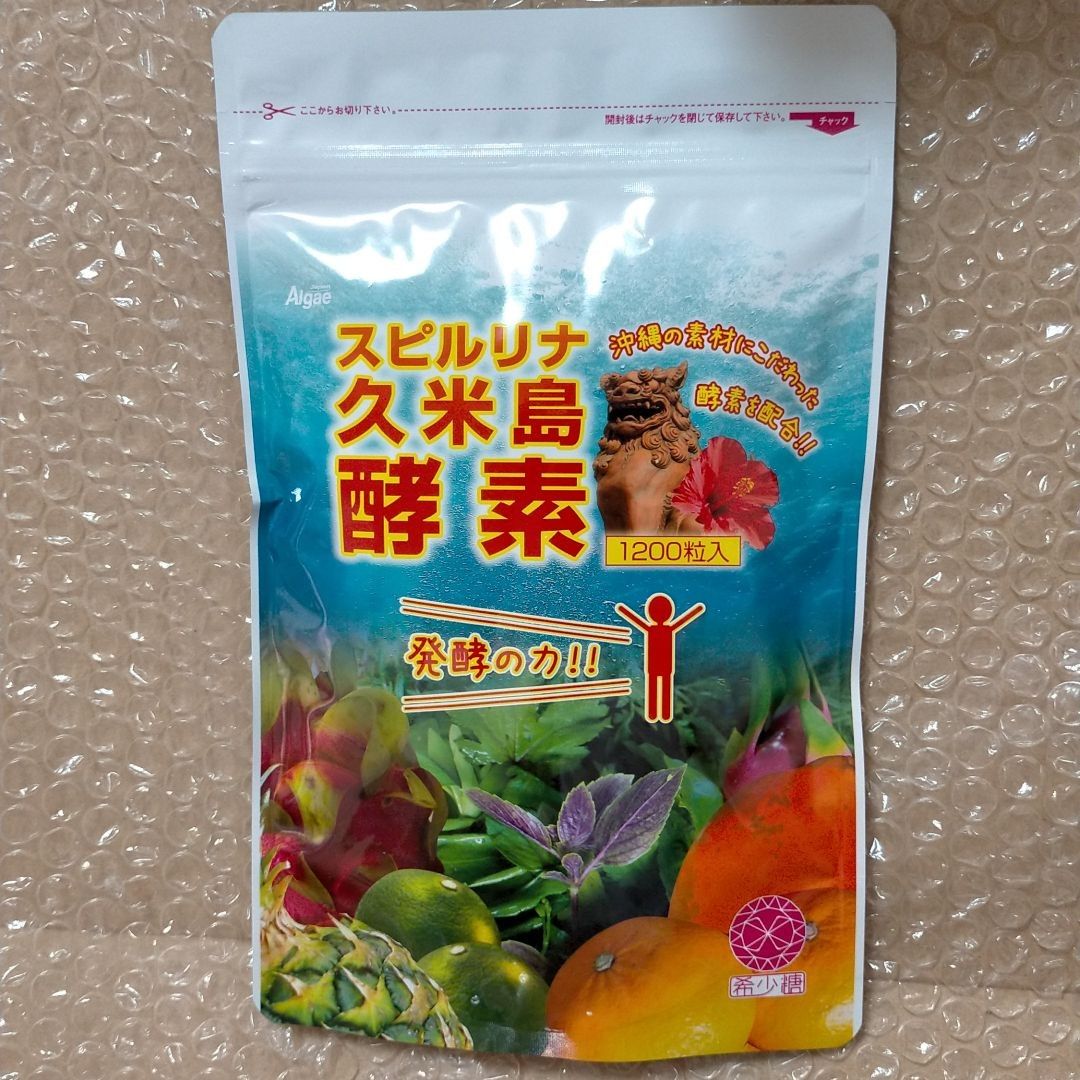 ここからお切り下さい。
開封後はチャックを閉じて保存して下さい。
チャック
Japan
Algae
スピルリナ
久米島
酵素
沖縄の素材にこだわった
酵素を配合!!
1200粒入
発酵の力!!
希少糖